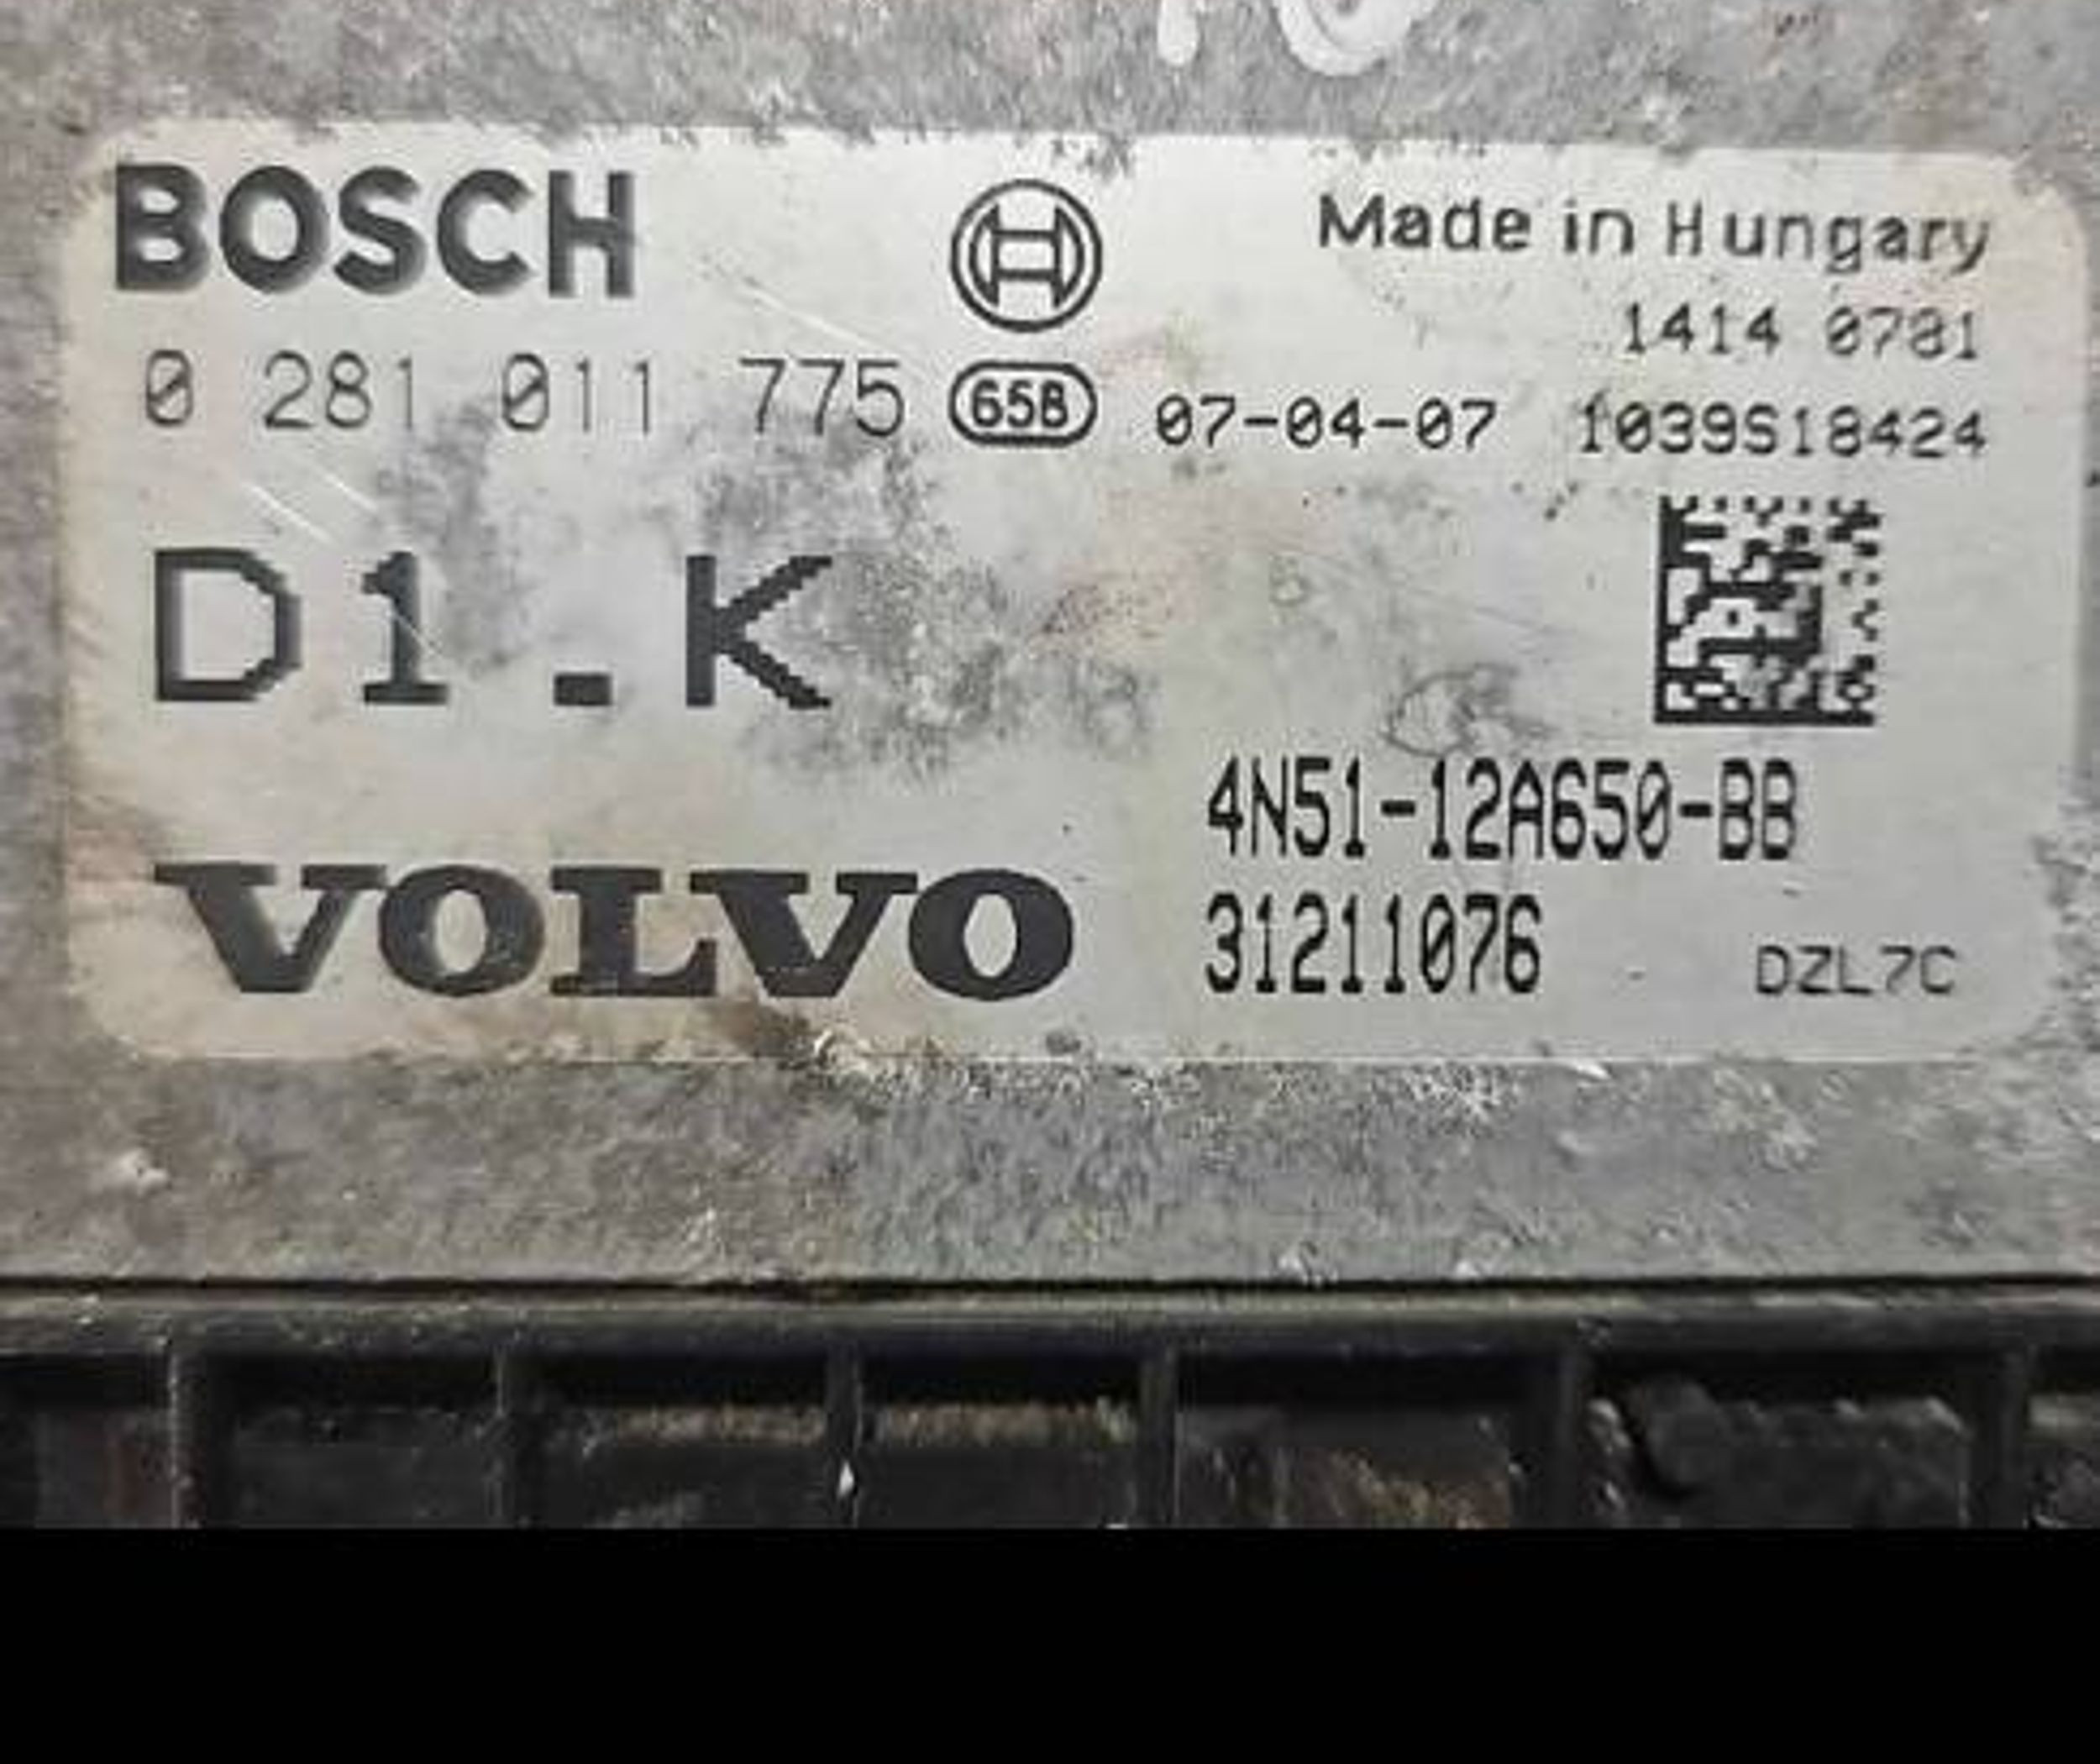 BOSCH
Made in Hungary
1414 0781
0 281 011 775 65B 07-04-07 1039S18424
D1.K
4N51-12A650-BB
VOLVO
31211076
DZL7C